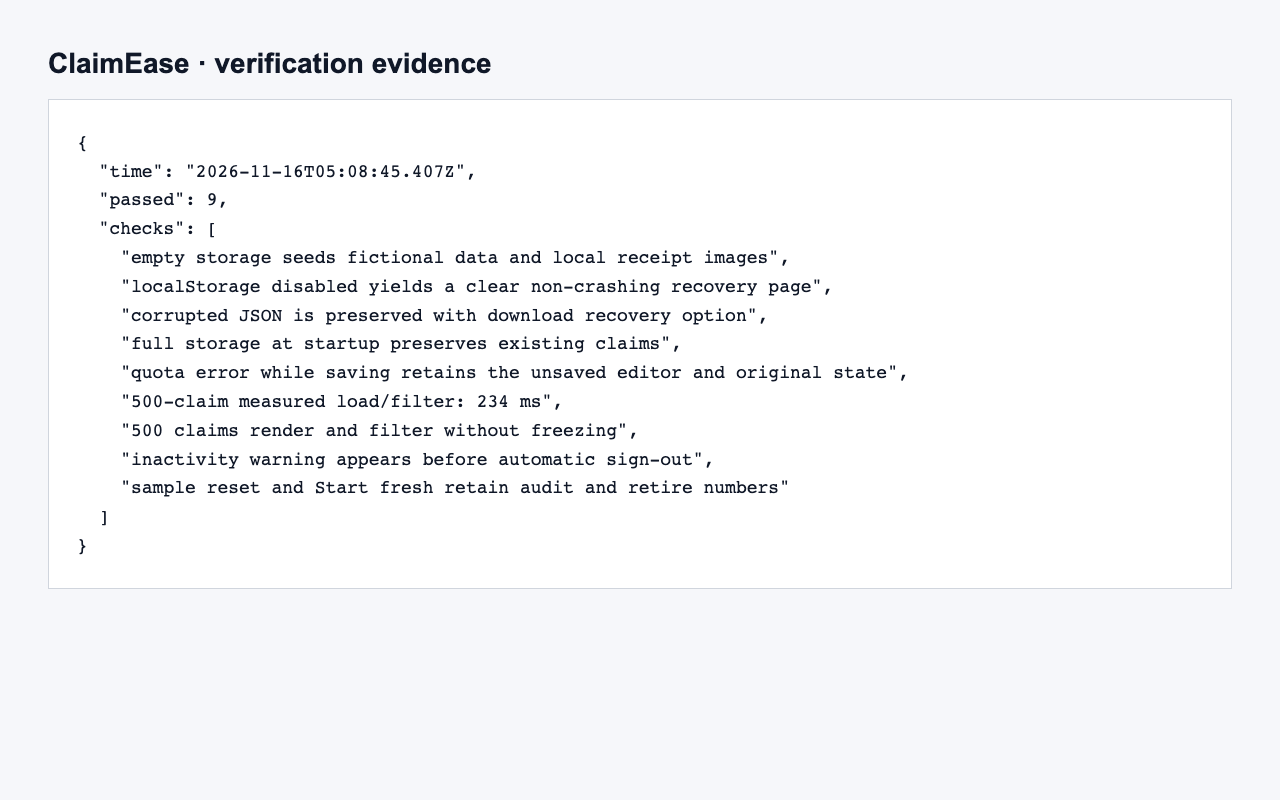 ClaimEase · verification evidence
{
  "time": "2026-11-16T05:08:45.407Z",
  "passed": 9,
  "checks": [
    "empty storage seeds fictional data and local receipt images",
    "localStorage disabled yields a clear non-crashing recovery page",
    "corrupted JSON is preserved with download recovery option",
    "full storage at startup preserves existing claims",
    "quota error while saving retains the unsaved editor and original state",
    "500-claim measured load/filter: 234 ms",
    "500 claims render and filter without freezing",
    "inactivity warning appears before automatic sign-out",
    "sample reset and Start fresh retain audit and retire numbers"
  ]
}